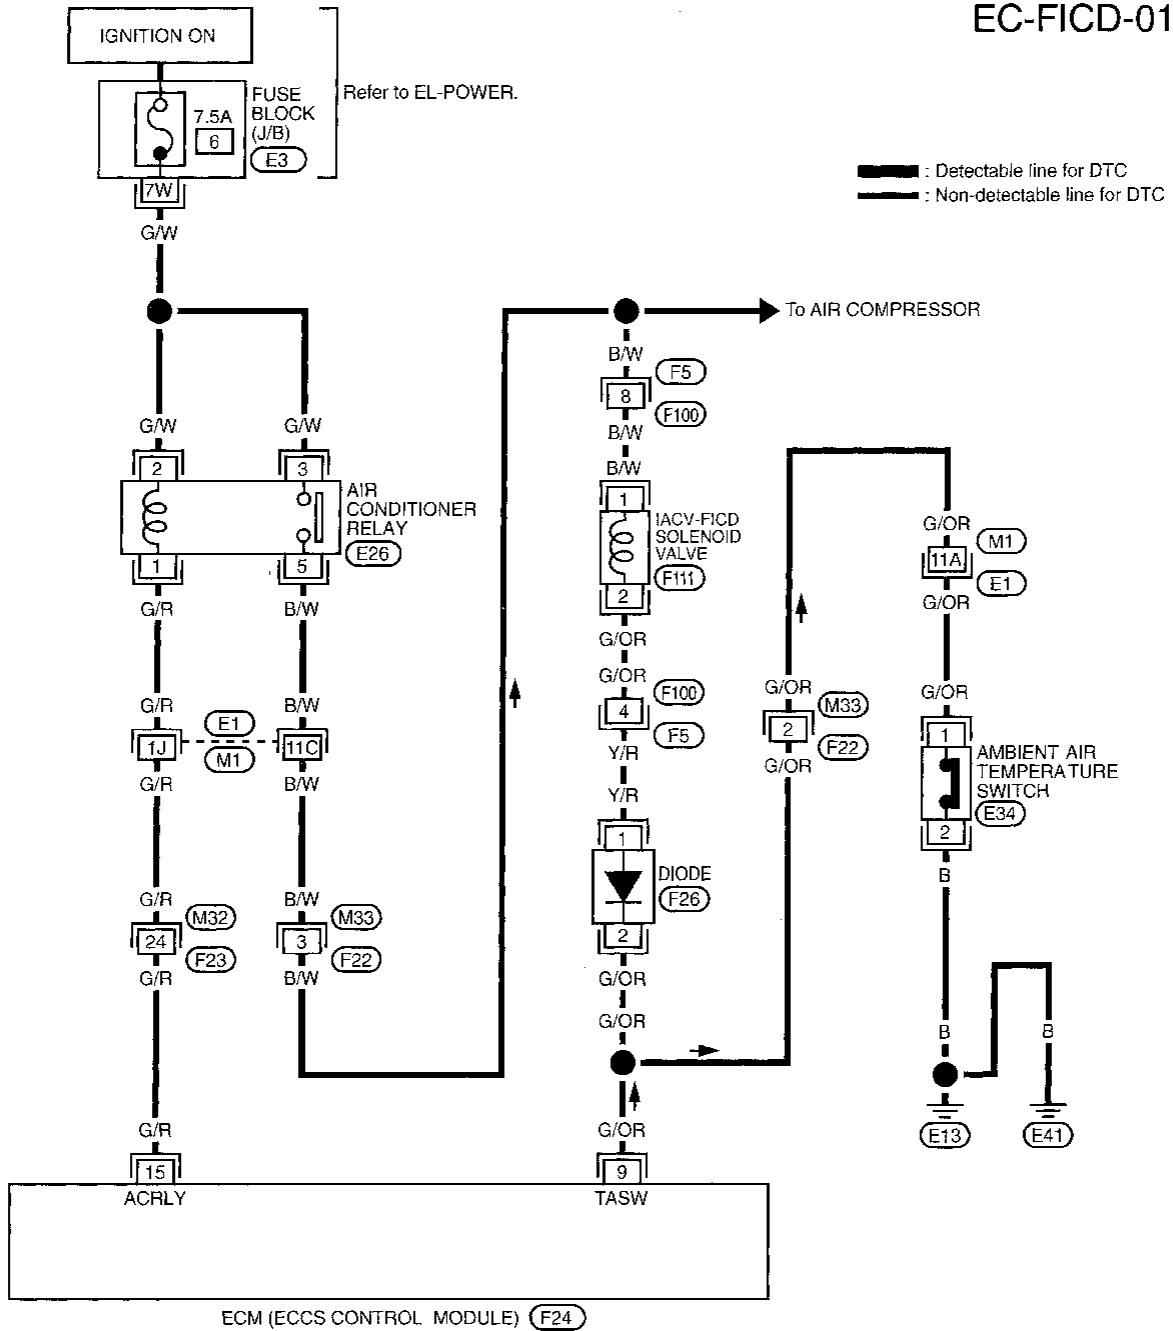 EC-FICD-01
IGNITION ON
Refer to EL-POWER.
FUSE
BLOCK
(J/B)
7.5A
6
E3
7W
: Detectable line for DTC
: Non-detectable line for DTC
G/W
To AIR COMPRESSOR
B/W
F5
8
F100
B/W
G/W
G/W
B/W
2
3
1
AIR
CONDITIONER
RELAY
E26
IACV-FICD
SOLENOID
VALVE
F111
G/OR
M1
11A
E1
G/OR
1
5
2
G/R
B/W
G/OR
G/OR
F100
4
F5
Y/R
G/OR
M33
2
F22
G/OR
G/OR
1
AMBIENT AIR
TEMPERATURE
SWITCH
E34
2
B
G/R
B/W
E1
1J
11C
M1
G/R
B/W
Y/R
1
DIODE
F26
2
G/OR
G/R
B/W
M32
M33
24
3
F23
F22
G/R
B/W
G/OR
B
B
G/R
G/OR
E13
E41
15
9
ACRLY
TASW
ECM (ECCS CONTROL MODULE)
F24